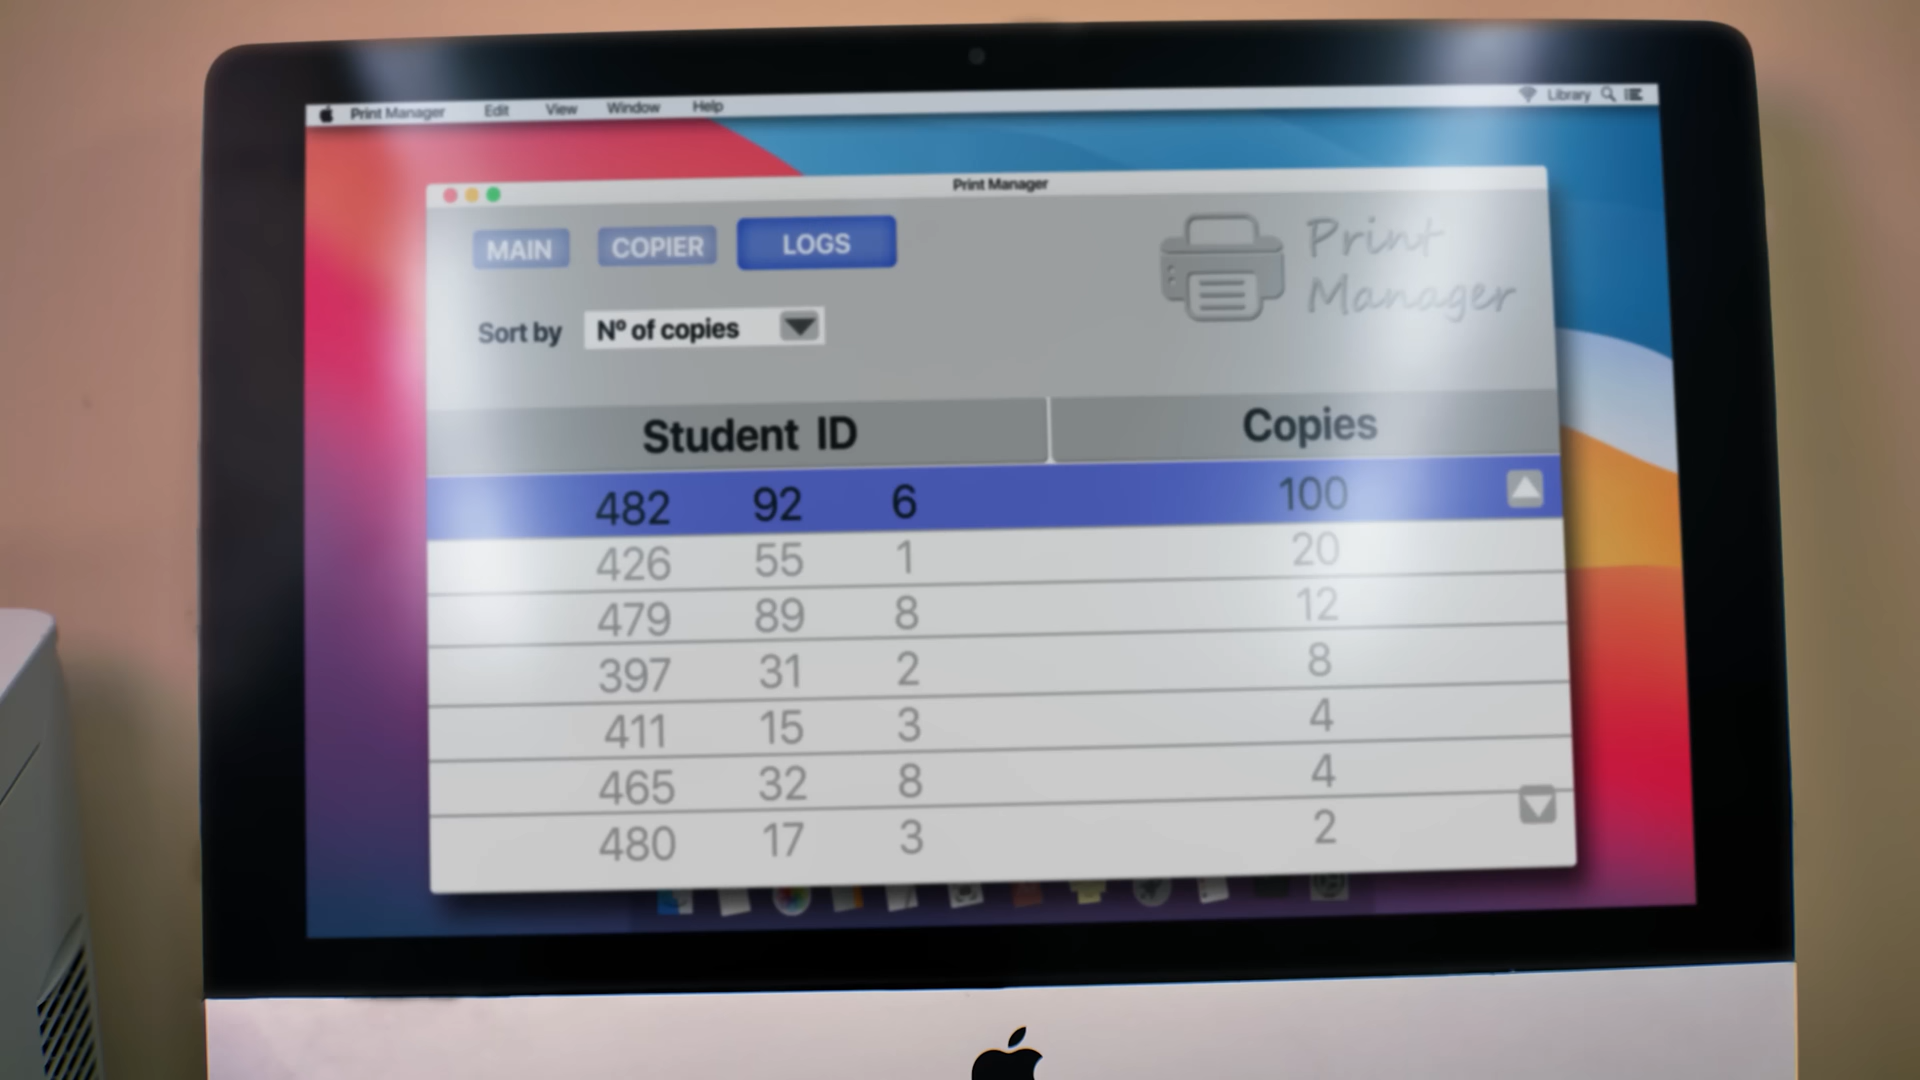 Print Manager Edit View Window Help Library
Print Manager
MAIN COPIER LOGS
Print
Manager
Sort by Nº of copies
Student ID Copies
482 92 6 100
426 55 1 20
479 89 8 12
397 31 2 8
411 15 3 4
465 32 8 4
480 17 3 2